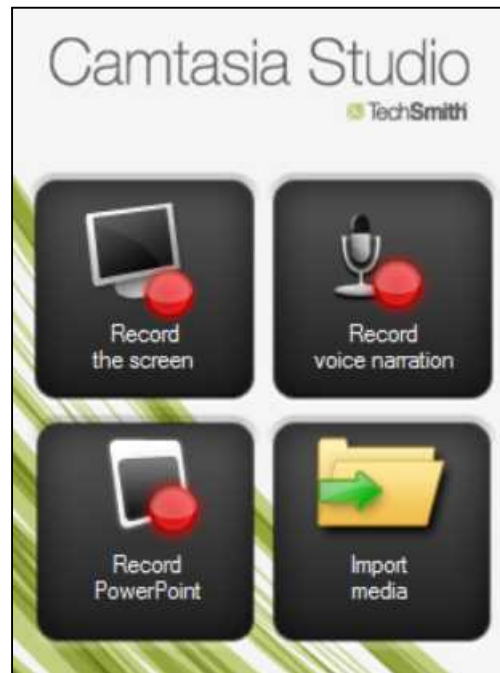 Camtasia Studio
TechSmith
Record
the screen
Record
voice narration
Record
PowerPoint
Import
media